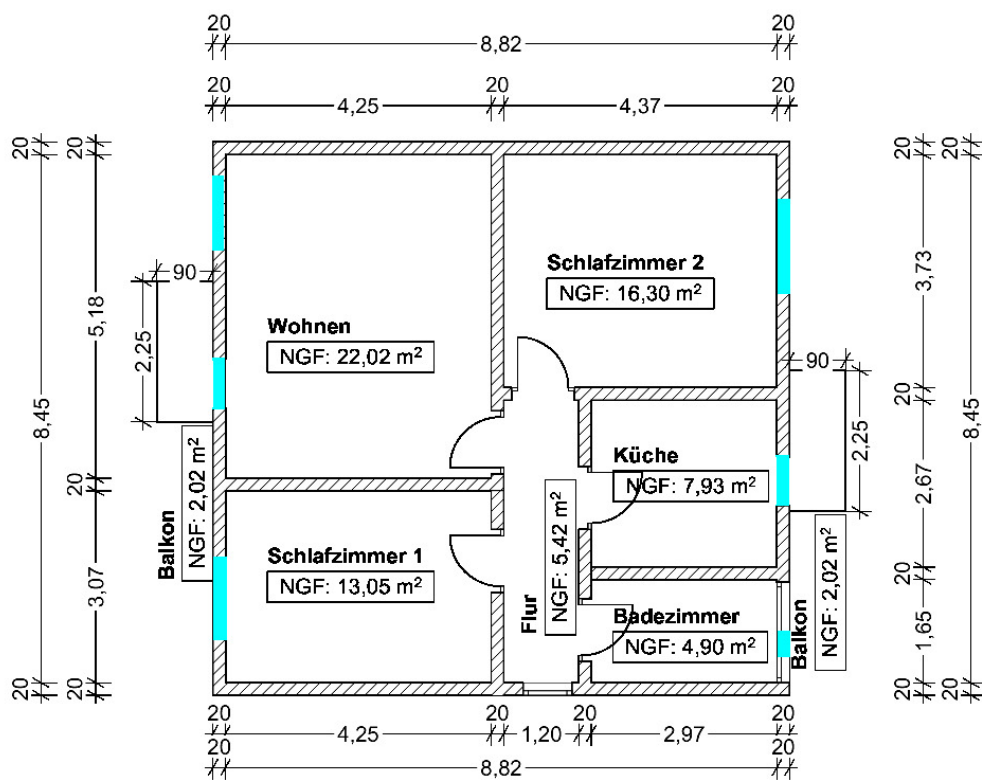 20 20
8,82
20 20 20
4,25 4,37
20 20 20 20
8,45 5,18 3,73 8,45
90
2,25
Schlafzimmer 2
NGF: 16,30 m²
Wohnen
NGF: 22,02 m²
90
2,25
20 20
Küche
NGF: 7,93 m²
2,67
Balkon
NGF: 2,02 m²
20
Schlafzimmer 1
NGF: 13,05 m²
3,07
Flur
NGF: 5,42 m²
20
Badezimmer
NGF: 4,90 m²
1,65
Balkon
NGF: 2,02 m²
20 20 20 20
20 20 20 20
4,25 1,20 2,97
20 20
8,82